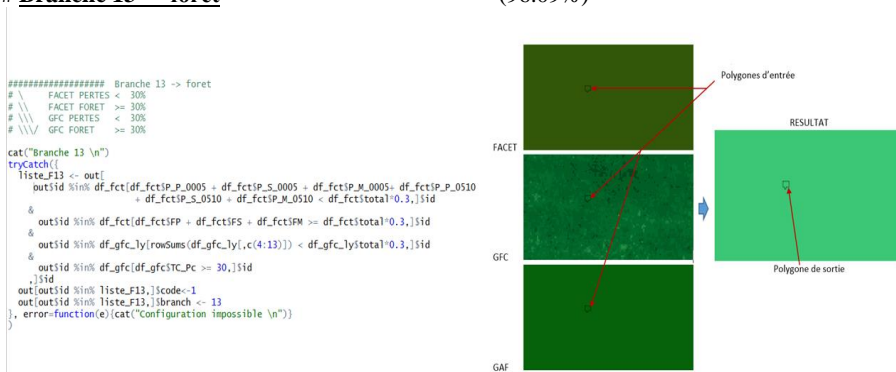 ################### Branche 13 -> foret
# \ FACET PERTES < 30%
# \\ FACET FORET >= 30%
# \\\ GFC PERTES < 30%
# \\\/ GFC FORET >= 30%
cat("Branche 13 \n")
tryCatch({
liste_F13 <- out[
out$id %in% df_fct[df_fct$P_P_0005 + df_fct$P_S_0005 + df_fct$P_M_0005+ df_fct$P_P_0510
+ df_fct$P_S_0510 + df_fct$P_M_0510 < df_fct$total*0.3,]$id
&
out$id %in% df_fct[df_fct$FP + df_fct$FS + df_fct$FM >= df_fct$total*0.3,]$id
&
out$id %in% df_gfc_ly[rowSums(df_gfc_ly[,c(4:13)]) < df_gfc_ly$total*0.3,]$id
&
out$id %in% df_gfc[df_gfc$TC_Pc >= 30,]$id
,]$id
out[out$id %in% liste_F13,]$code<-1
out[out$id %in% liste_F13,]$branch <- 13
}, error=function(e){cat("Configuration impossible \n")}
)
Polygones d'entrée
FACET
RESULTAT
GFC
Polygone de sortie
GAF